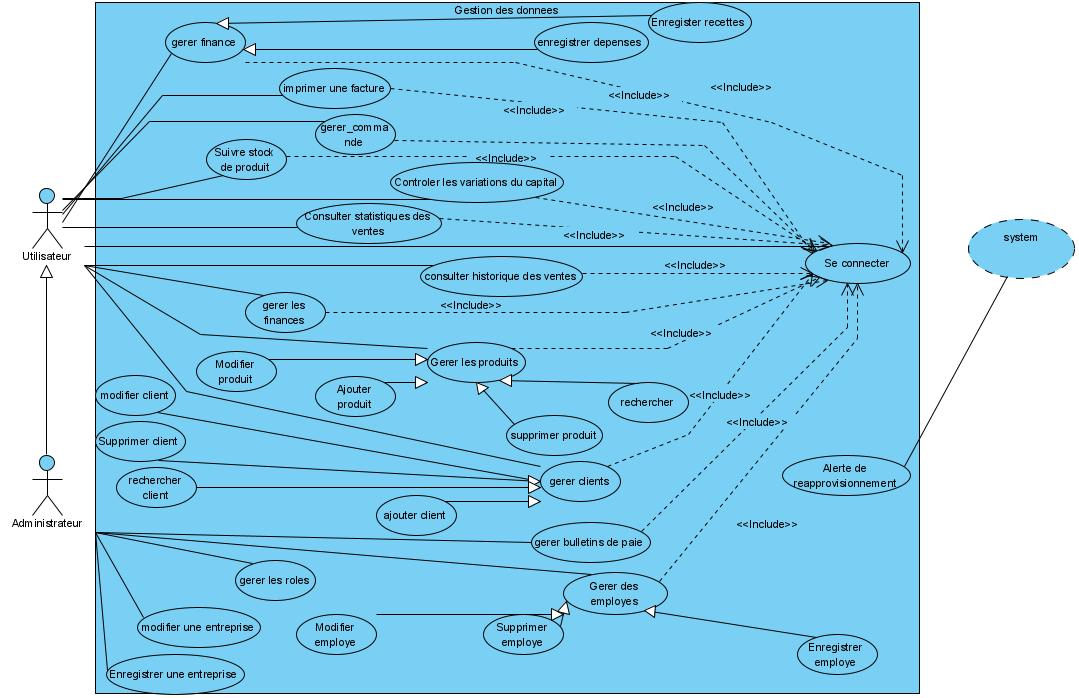 Gestion des donnees
Enregister recettes
gerer finance
enregistrer depenses
imprimer une facture
<<Include>>
<<Include>>
<<Include>>
gerer_comma
nde
Suivre stock
de produit
<<Include>>
Controler les variations du capital
<<Include>>
Consulter statistiques des
ventes
<<Include>>
system
Utilisateur
Se connecter
consulter historique des ventes
<<Include>>
gerer les
finances
<<Include>>
<<Include>>
Gerer les produits
Modifier
produit
Ajouter
produit
rechercher
modifier client
<<Include>>
<<Include>>
supprimer produit
Supprimer client
rechercher
client
gerer clients
Alerte de
reapprovisionnement
ajouter client
Administrateur
<<Include>>
gerer bulletins de paie
gerer les roles
Gerer des
employes
modifier une entreprise
Modifier
employe
Supprimer
employe
Enregistrer
employe
Enregistrer une entreprise